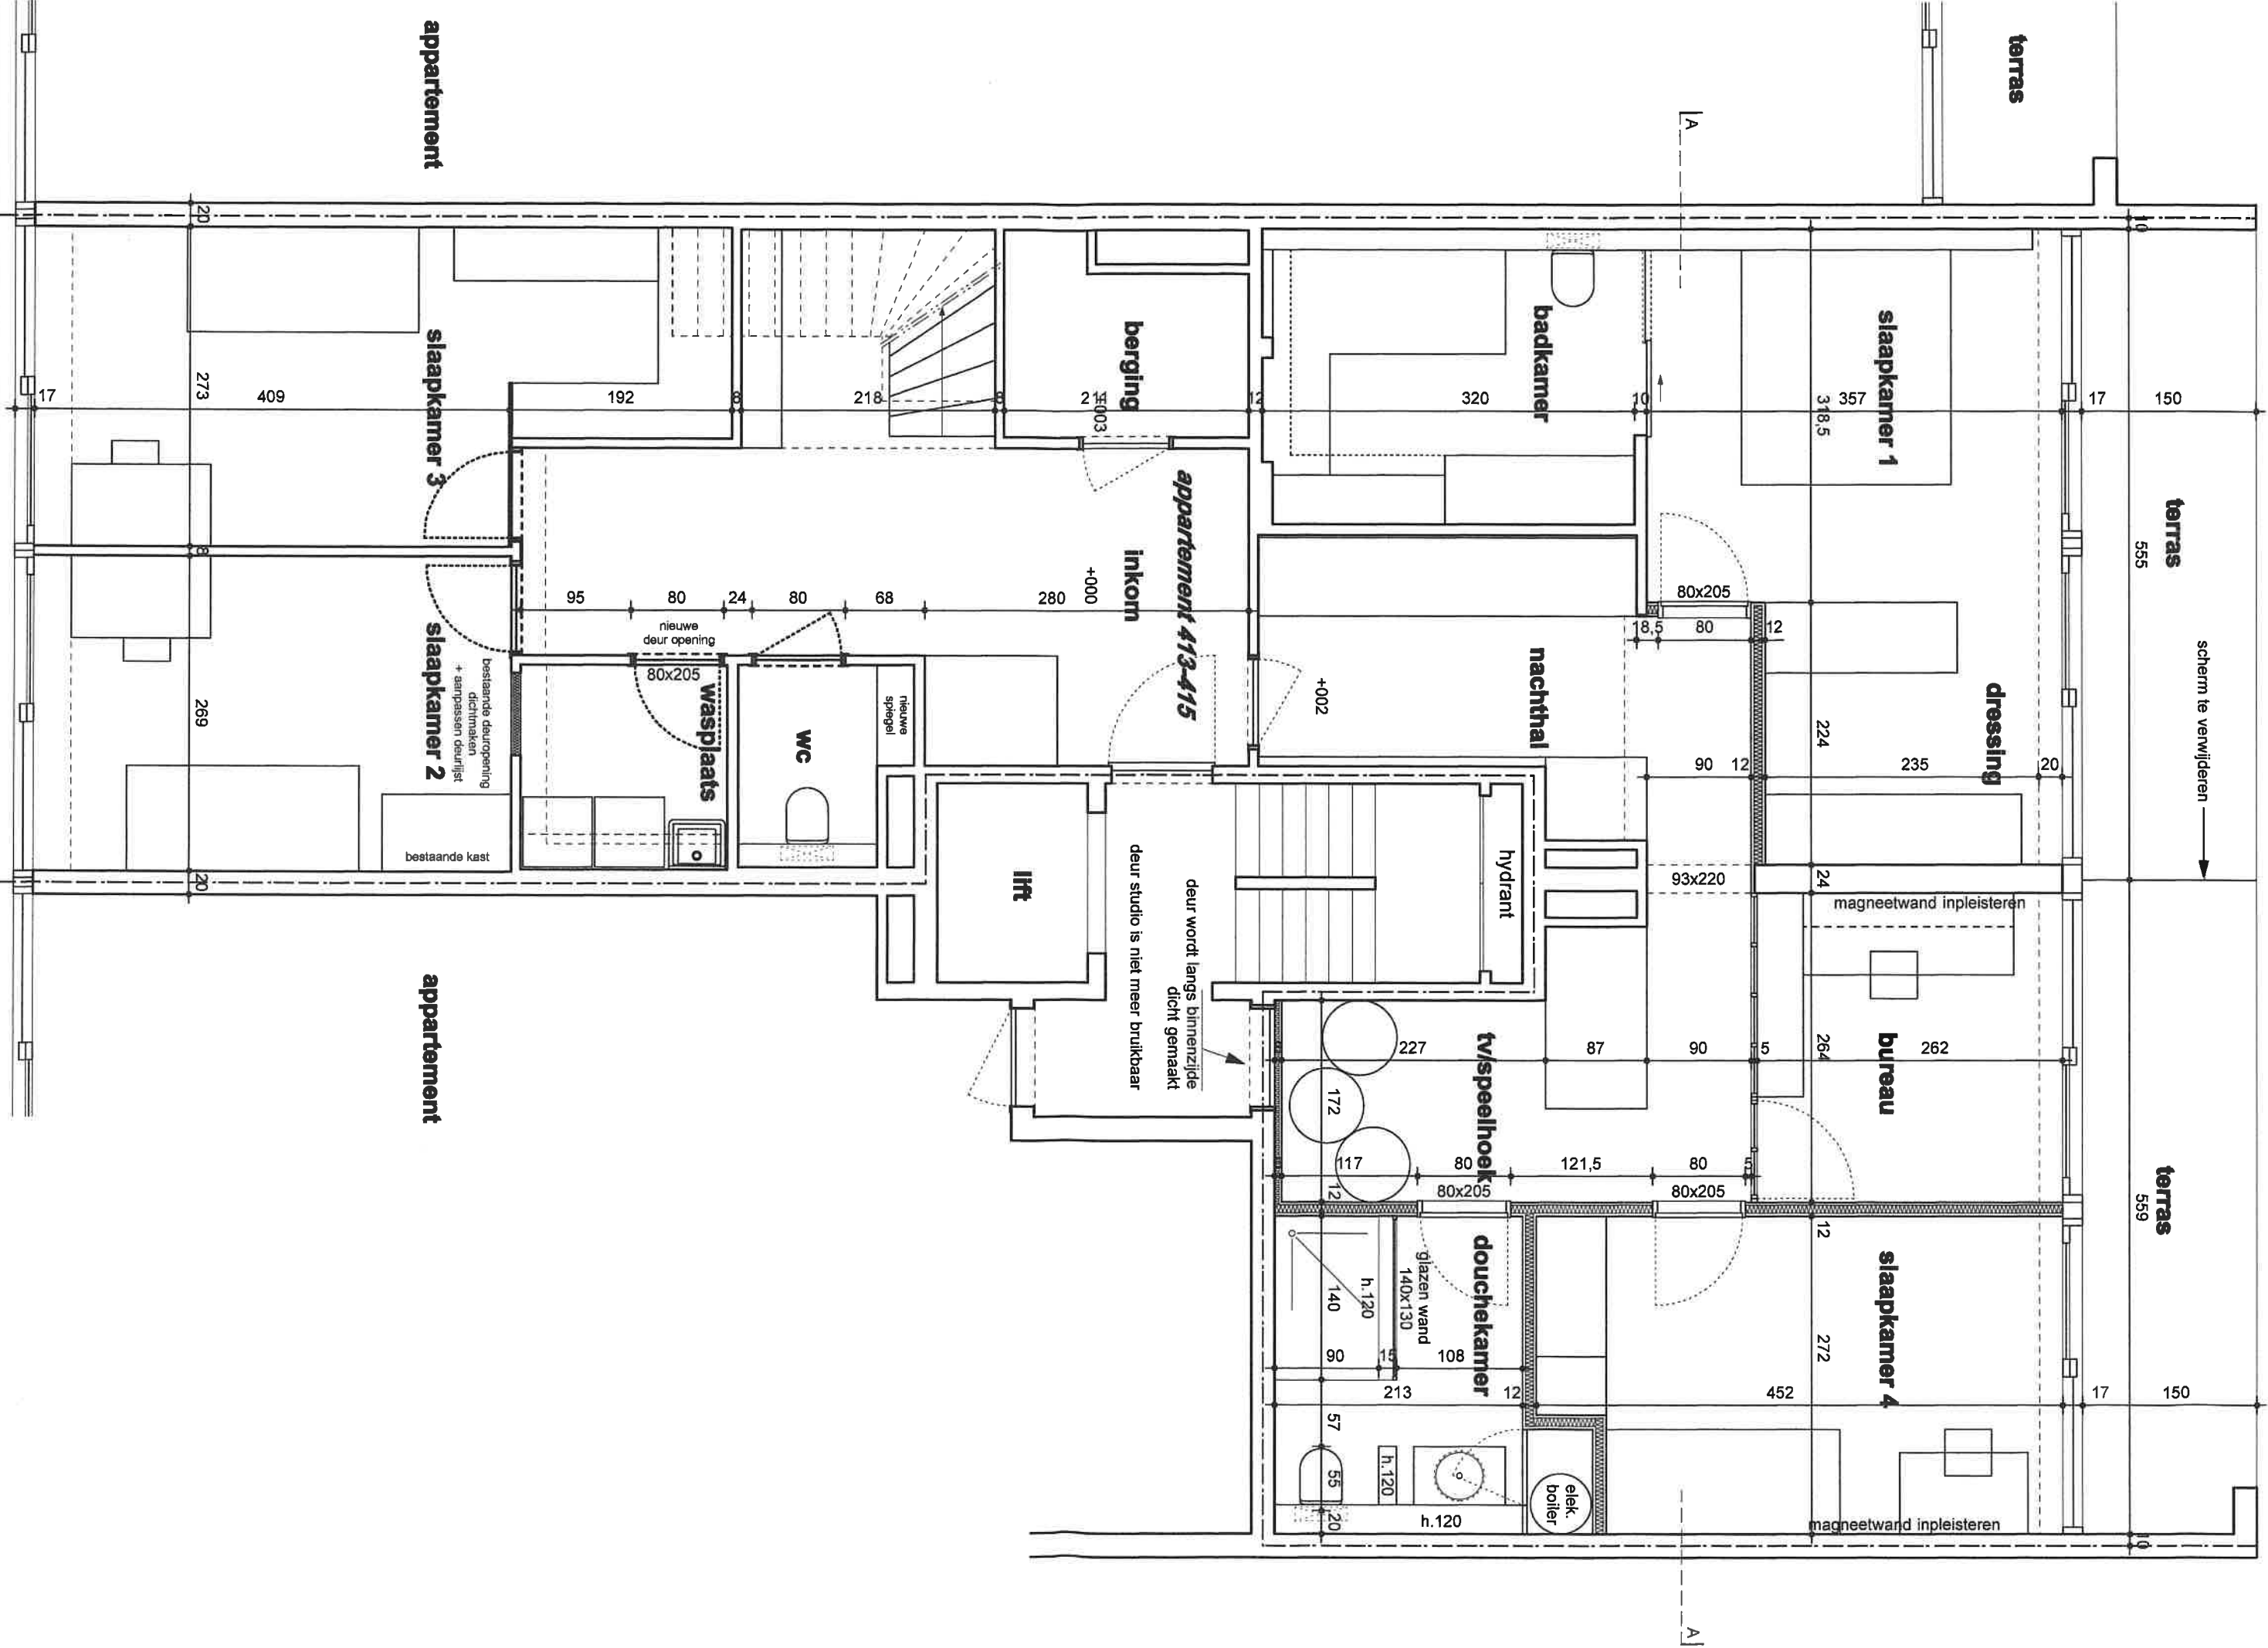 appartement
terras
A
20
10
slaapkamer 3
berging
badkamer
slaapkamer 1
17
409
273
192
8
218
8
12
320
10
357
318,5
17
150
+003
appartement 413-415
inkom
+000
terras
555
8
95
80
24
80
68
280
nieuwe
deur opening
80x205
80x205
18,5
80
12
slaapkamer 2
bestaande deuropening
dichtmaken
+ aanpassen deurlijst
wasplaats
wc
nieuwe
spiegel
+002
nachthal
dressing
scherm te verwijderen
269
224
90
12
235
20
bestaande kast
20
lift
hydrant
93x220
24
magneetwand inpleisteren
deur studio is niet meer bruikbaar
deur wordt langs binnenzijde
dicht gemaakt
appartement
tv/speelhoek
bureau
227
87
90
5
264
262
172
117
80
121,5
80
5
80x205
80x205
12
12
terras
559
douchekamer
glazen wand
140x130
h.120
140
slaapkamer 4
272
90
15
108
213
12
452
17
150
57
55
h.120
elek.
boiler
20
h.120
magneetwand inpleisteren
10
A